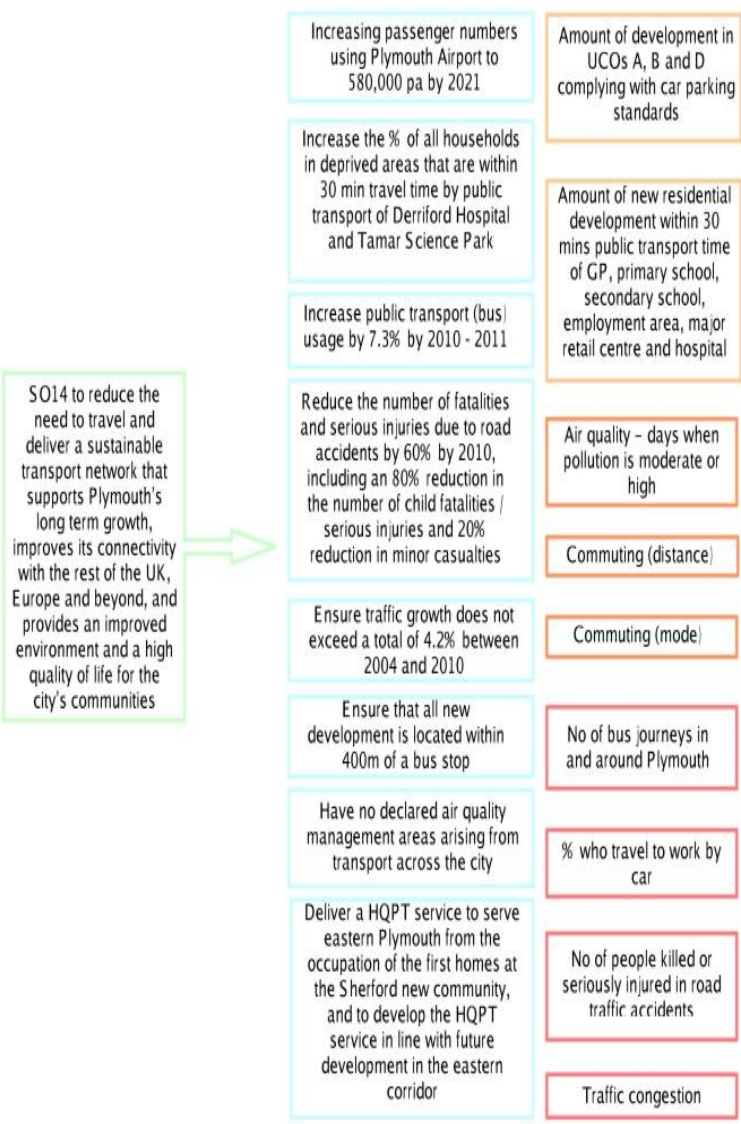 SO14 to reduce the
need to travel and
deliver a sustainable
transport network that
supports Plymouth's
long term growth,
improves its connectivity
with the rest of the UK,
Europe and beyond, and
provides an improved
environment and a high
quality of life for the
city's communities
Increasing passenger numbers
using Plymouth Airport to
580,000 pa by 2021
Increase the % of all households
in deprived areas that are within
30 min travel time by public
transport of Derriford Hospital
and Tamar Science Park
Increase public transport (bus)
usage by 7.3% by 2010 - 2011
Reduce the number of fatalities
and serious injuries due to road
accidents by 60% by 2010,
including an 80% reduction in
the number of child fatalities /
serious injuries and 20%
reduction in minor casualties
Ensure traffic growth does not
exceed a total of 4.2% between
2004 and 2010
Ensure that all new
development is located within
400m of a bus stop
Have no declared air quality
management areas arising from
transport across the city
Deliver a HQPT service to serve
eastern Plymouth from the
occupation of the first homes at
the Sherford new community,
and to develop the HQPT
service in line with future
development in the eastern
corridor
Amount of development in
UCOs A, B and D
complying with car parking
standards
Amount of new residential
development within 30
mins public transport time
of GP, primary school,
secondary school,
employment area, major
retail centre and hospital
Air quality – days when
pollution is moderate or
high
Commuting (distance)
Commuting (mode)
No of bus journeys in
and around Plymouth
% who travel to work by
car
No of people killed or
seriously injured in road
traffic accidents
Traffic congestion